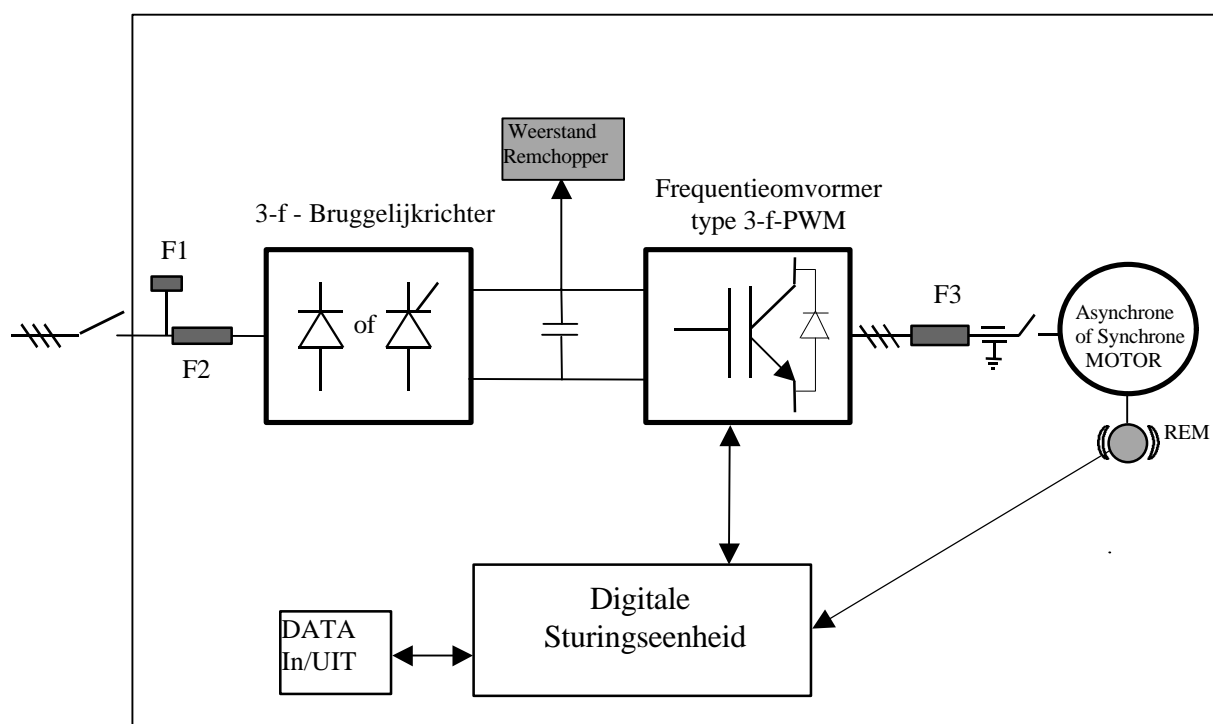 Weerstand
Remchopper
Frequentieomvormer
type 3-f-PWM
3-f - Bruggelijkrichter
F1
of
F2
F3
Asynchrone
of Synchrone
MOTOR
REM
Digitale
Sturingseenheid
DATA
In/UIT